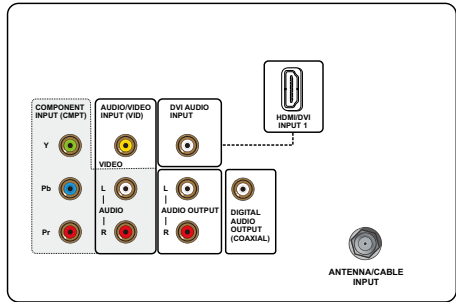 COMPONENT
INPUT (CMPT)
AUDIO/VIDEO
INPUT (VID)
DVI AUDIO
INPUT
HDMI/DVI
INPUT 1
Y
VIDEO
Pb
L
AUDIO
R
Pr
L
AUDIO OUTPUT
R
DIGITAL
AUDIO
OUTPUT
(COAXIAL)
ANTENNA/CABLE
INPUT